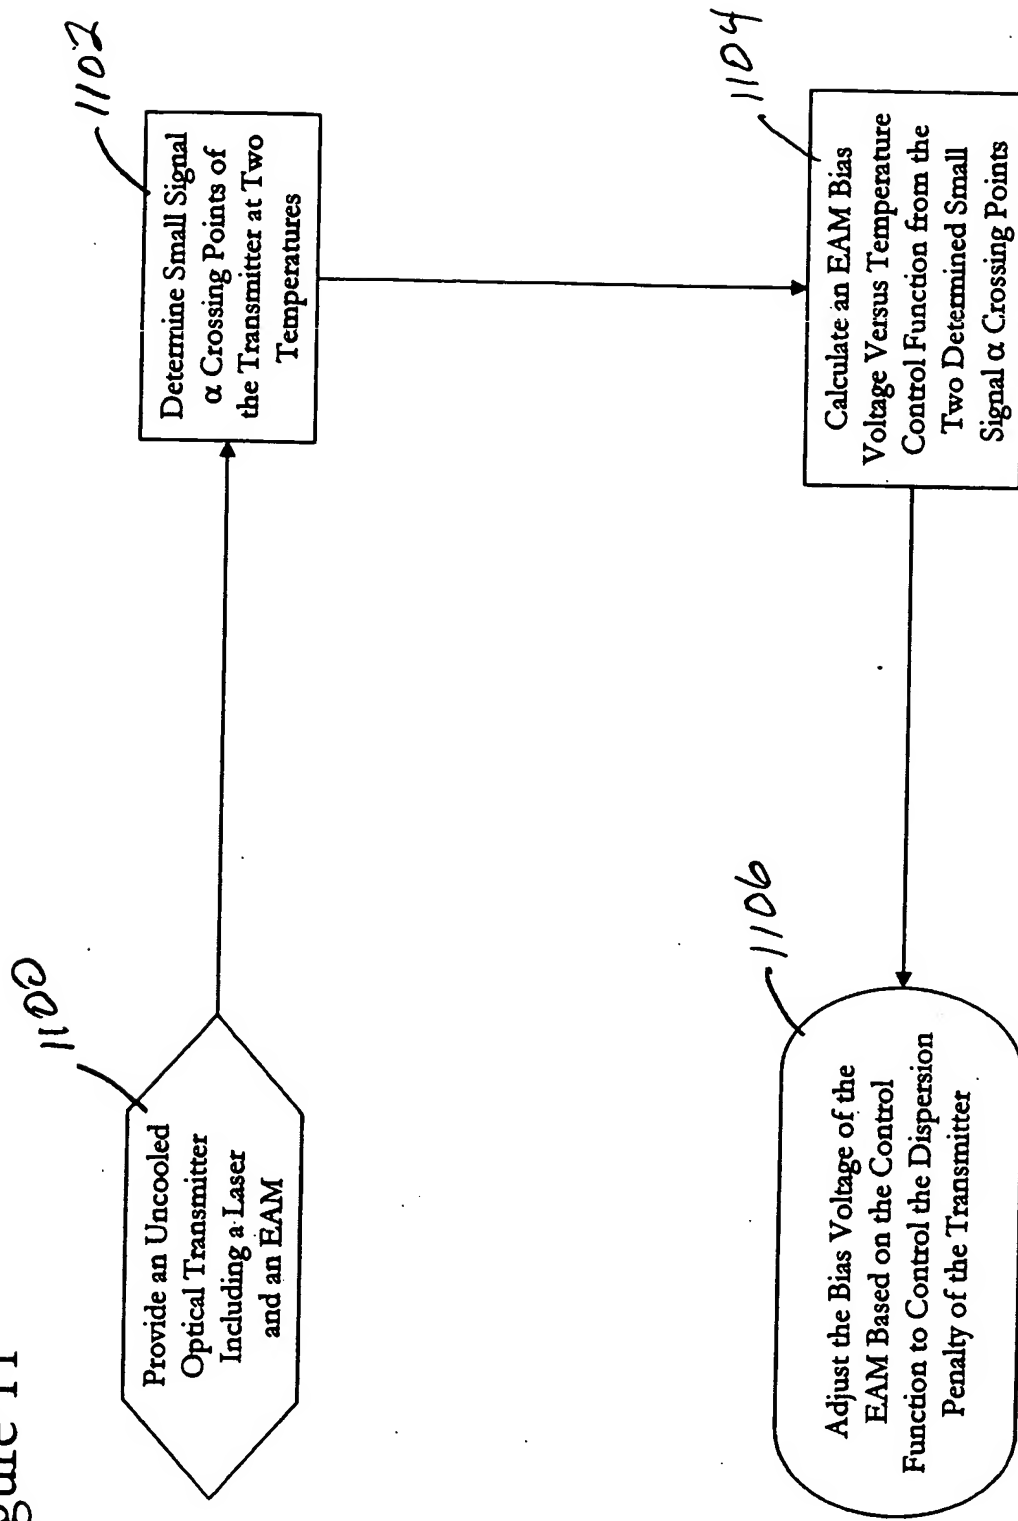 gure 11
1100
Provide an Uncooled
Optical Transmitter
Including a Laser
and an EAM
1102
Determine Small Signal
α Crossing Points of
the Transmitter at Two
Temperatures
1104
Calculate an EAM Bias
Voltage Versus Temperature
Control Function from the
Two Determined Small
Signal α Crossing Points
1106
Adjust the Bias Voltage of the
EAM Based on the Control
Function to Control the Dispersion
Penalty of the Transmitter